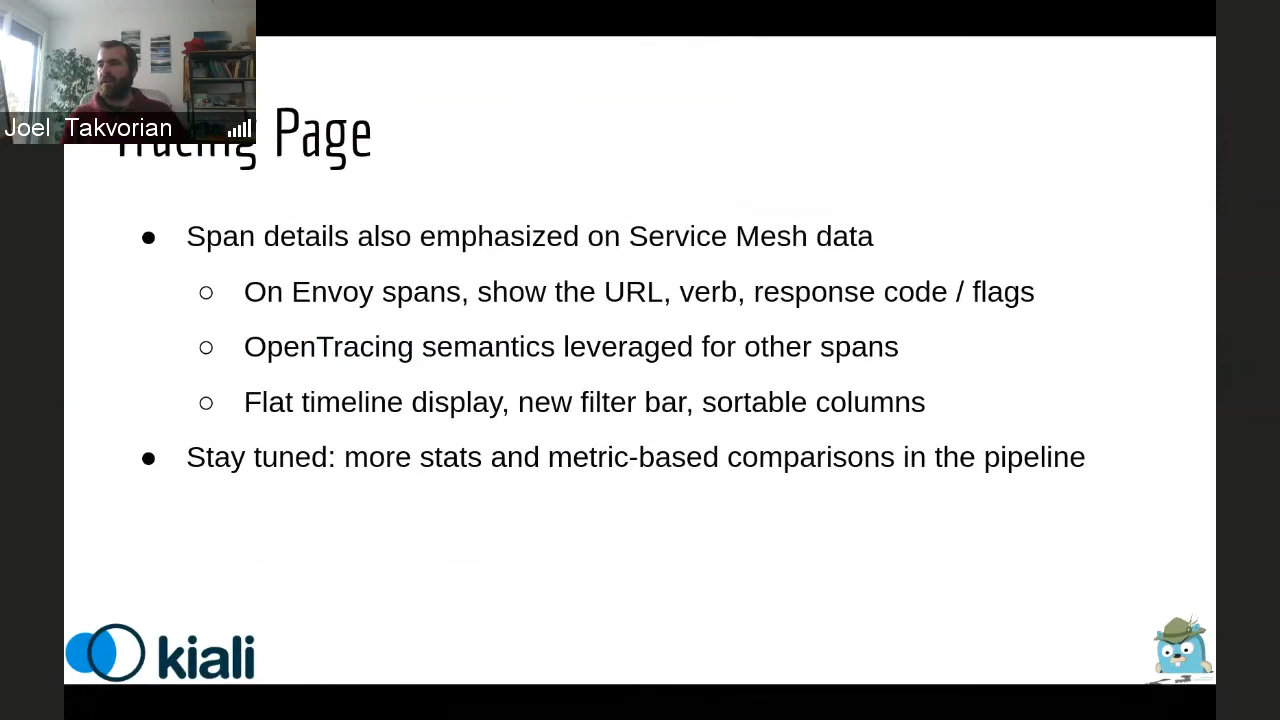 Joel Takvorian
Tracing Page
● Span details also emphasized on Service Mesh data
○ On Envoy spans, show the URL, verb, response code / flags
○ OpenTracing semantics leveraged for other spans
○ Flat timeline display, new filter bar, sortable columns
● Stay tuned: more stats and metric-based comparisons in the pipeline
kiali